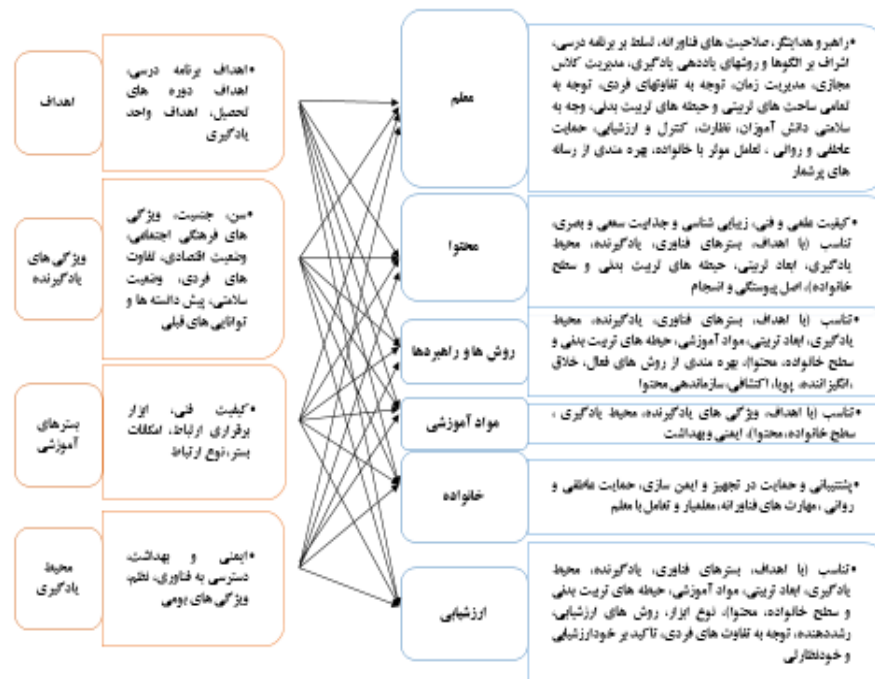 اهداف
•اهداف برنامه درسی،
اهداف دوره های
تحصیل، اهداف واحد
یادگیری
ویژگی های
یادگیرنده
•سن، جنسیت، ویژگی
های فرهنگی اجتماعی،
وضعیت اقتصادی، تفاوت
های فردی، وضعیت
سلامتی، پیش دانسته ها و
توانایی های قبلی
بسترهای
آموزشی
•کیفیت فنی، ابزار
برقراری ارتباط، امکانات
بستر، نوع ارتباط
محیط
یادگیری
•ایمنی و بهداشت،
دسترسی به فناوری، نظم،
ویژگی های بومی
معلم
•راهبر و هدایتگر، صلاحیت های فناورانه، تسلط بر برنامه درسی،
اشراف بر الگوها و روشهای یاددهی یادگیری، مدیریت کلاس
مجازی، مدیریت زمان، توجه به تفاوتهای فردی، توجه به
تمامی ساحت های تربیتی و حیطه های تربیت بدنی، وجه به
سلامتی دانش آموزان، نظارت، کنترل و ارزشیابی، حمایت
عاطفی و روانی ، تعامل موثر با خانواده، بهره مندی از رسانه
های پرشمار
محتوا
•کیفیت علمی و فنی، زیبایی شناسی و جذابیت سمعی و بصری،
تناسب (با اهداف، بسترهای فناوری، یادگیرنده، محیط
یادگیری، ابعاد تربیتی، حیطه های تربیت بدنی و سطح
خانواده)، اصل پیوستگی و انسجام
روش ها و راهبردها
•تناسب (با اهداف، بسترهای فناوری، یادگیرنده، محیط
یادگیری، ابعاد تربیتی، مواد آموزشی، حیطه های تربیت بدنی و
سطح خانواده، محتوا)، بهره مندی از روش های فعال، خلاق
،انگیزاننده، پویا، اکتشافی، سازماندهی محتوا
مواد آموزشی
•تناسب (با اهداف، ویژگی های یادگیرنده، محیط یادگیری ،
سطح خانواده، محتوا)، ایمنی و بهداشت
خانواده
•پشتیبانی و حمایت در تجهیز و ایمن سازی، حمایت عاطفی و
روانی ، مهارت های فناورانه، معلمیار و تعامل با معلم
ارزشیابی
•تناسب (با اهداف، بسترهای فناوری، یادگیرنده، محیط
یادگیری، ابعاد تربیتی، مواد آموزشی، حیطه های تربیت بدنی
و سطح خانواده، محتوا)، نوع ابزار، روش های ارزشیابی،
رشددهنده، توجه به تفاوت های فردی، تاکید بر خودارزشیابی
و خودنظارتی